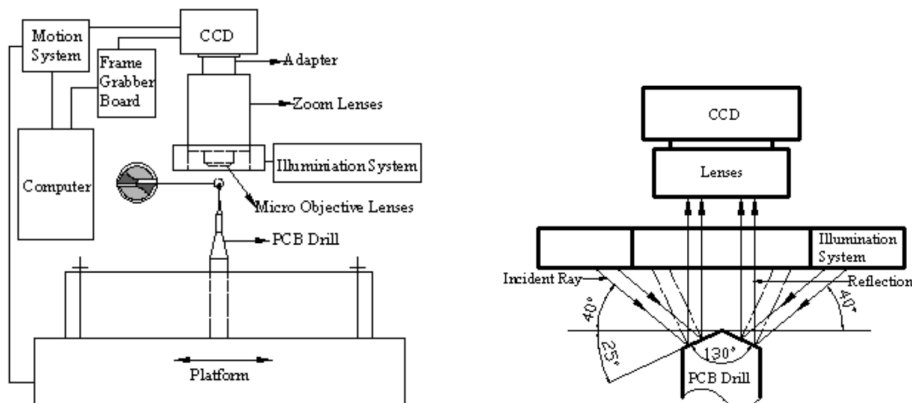 Motion
System
CCD
Frame
Grabber
Board
Adapter
Zoom Lenses
Computer
Illuminiation System
Micro Objective Lenses
PCB Drill
Platform
CCD
Lenses
Illumination
System
Incident Ray
Reflection
40°
40°
25°
130°
PCB Drill